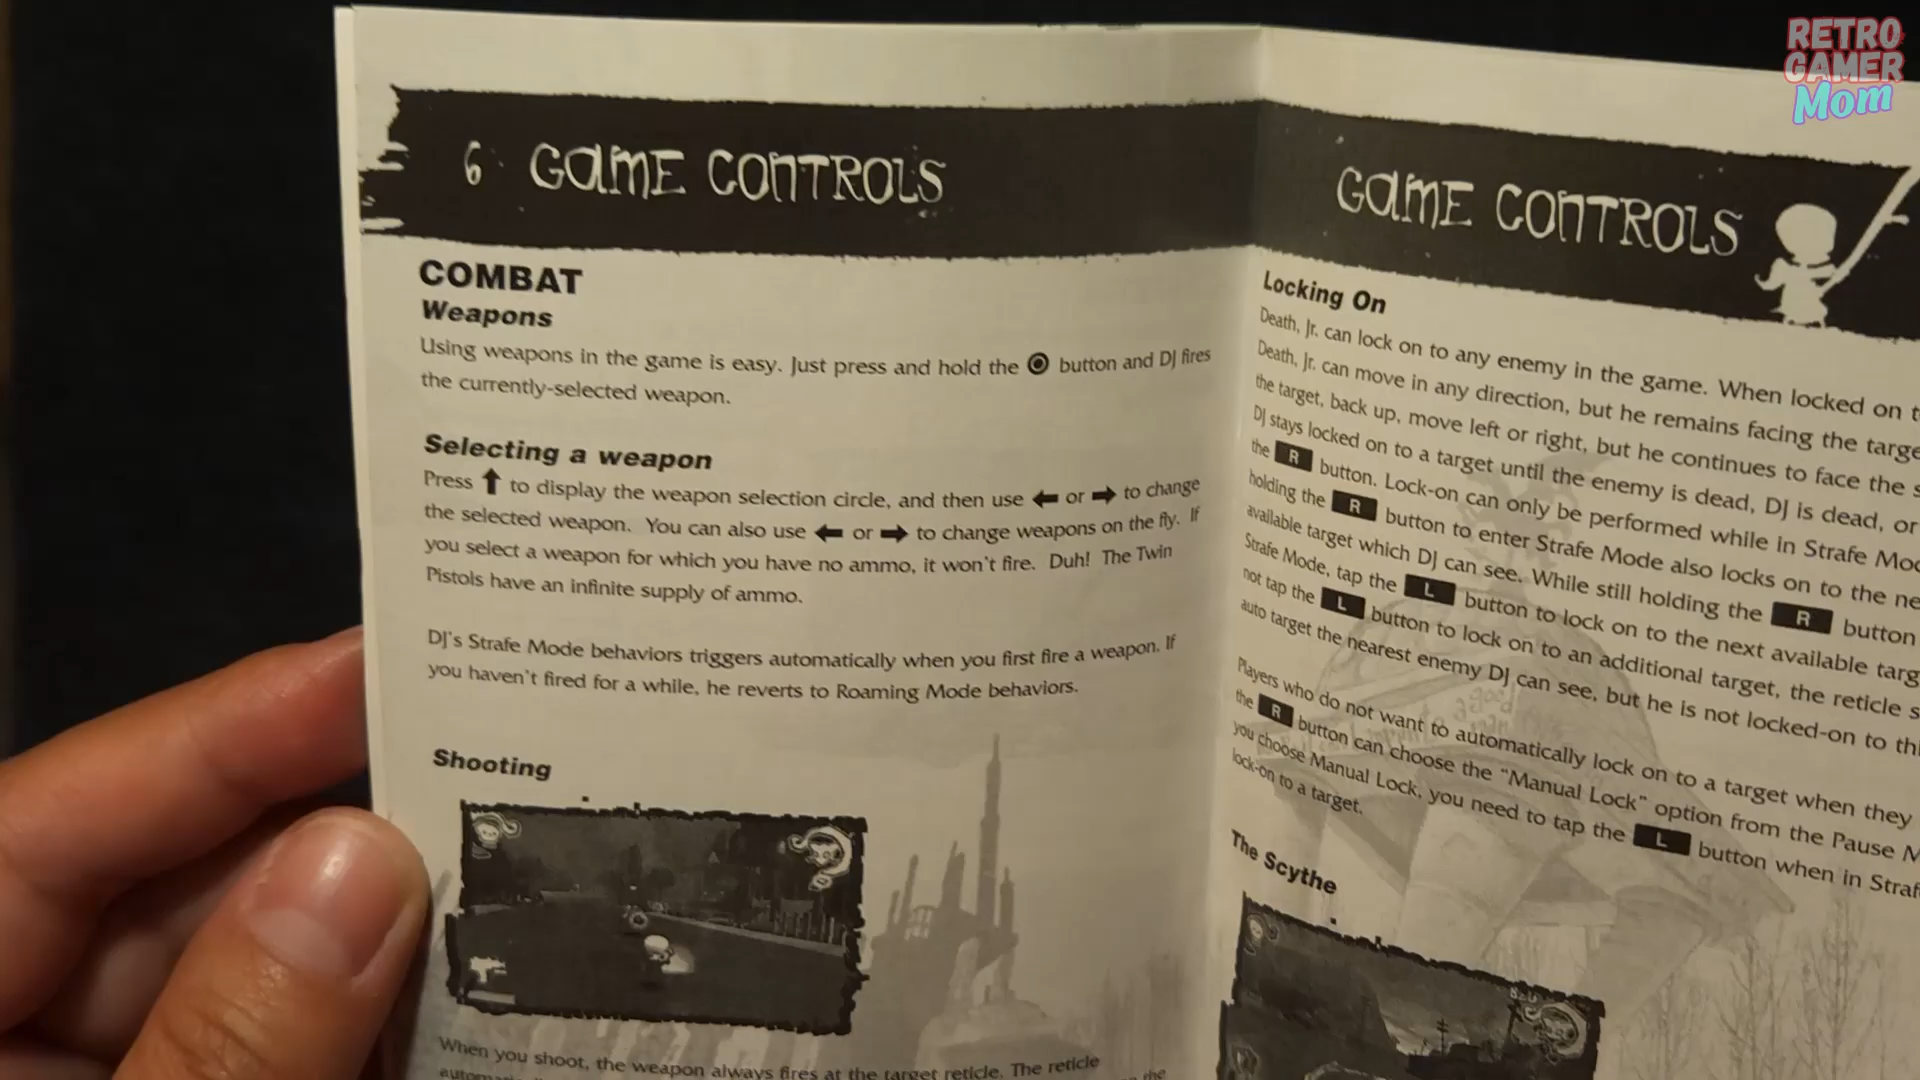 RETRO
GAMER
Mom
6 GAME CONTROLS
COMBAT
Weapons
Using weapons in the game is easy. Just press and hold the button and DJ fires
the currently-selected weapon.
Selecting a weapon
Press ↑ to display the weapon selection circle, and then use ← or → to change
the selected weapon. You can also use ← or → to change weapons on the fly. If
you select a weapon for which you have no ammo, it won't fire. Duh! The Twin
Pistols have an infinite supply of ammo.
DJ's Strafe Mode behaviors triggers automatically when you first fire a weapon. If
you haven't fired for a while, he reverts to Roaming Mode behaviors.
Shooting
When you shoot, the weapon always fires at the target reticle. The reticle
the
GAME CONTROLS
Locking On
Death, Jr. can lock on to any enemy in the game. When locked on
Death, Jr. can move in any direction, but he remains facing the
the target, back up, move left or right, but he continues to face the
DJ stays locked on to a target until the enemy is dead, DJ is dead, or
the R button. Lock-on can only be performed while in Strafe
holding the R button to enter Strafe Mode also locks on to the
available target which DJ can see. While still holding the R button
Strafe Mode, tap the L button to lock on to the next available
not tap the L button to lock on to an additional target, the reticle
auto target the nearest enemy DJ can see, but he is not locked-on to
Players who do not want to automatically lock on to a target when they
the R button can choose the "Manual Lock" option from the Pause
you choose Manual Lock, you need to tap the L button when in
lock-on to a target.
The Scythe